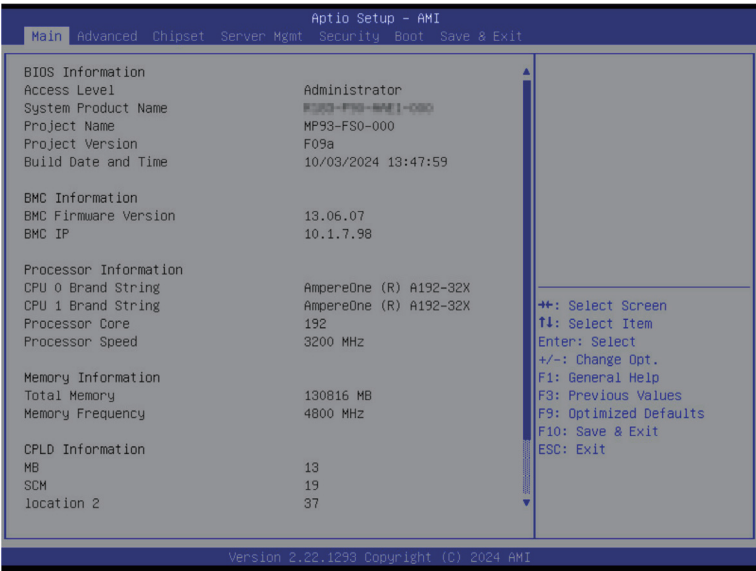 Aptio Setup - AMI
Main Advanced Chipset Server Mgmt Security Boot Save & Exit
BIOS Information
Access Level Administrator
System Product Name
Project Name MP93-FS0-000
Project Version F09a
Build Date and Time 10/03/2024 13:47:59
BMC Information
BMC Firmware Version 13.06.07
BMC IP 10.1.7.98
Processor Information
CPU 0 Brand String AmpereOne (R) A192-32X
CPU 1 Brand String AmpereOne (R) A192-32X
Processor Core 192
Processor Speed 3200 MHz
Memory Information
Total Memory 130816 MB
Memory Frequency 4800 MHz
CPLD Information
MB 13
SCM 19
location 2 37
→←: Select Screen
↑↓: Select Item
Enter: Select
+/-: Change Opt.
F1: General Help
F3: Previous Values
F9: Optimized Defaults
F10: Save & Exit
ESC: Exit
Version 2.22.1293 Copyright (C) 2024 AMI